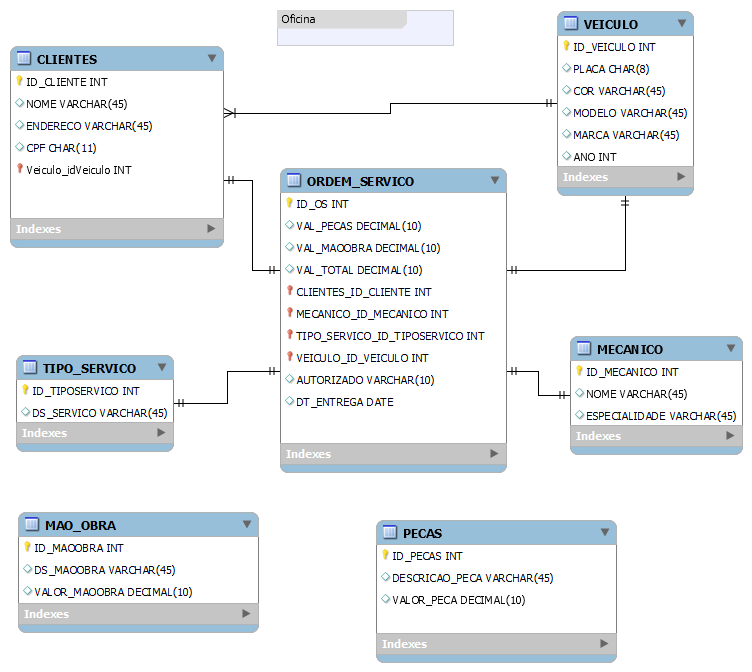 Oficina
CLIENTES
ID_CLIENTE INT
NOME VARCHAR(45)
ENDERECO VARCHAR(45)
CPF CHAR(11)
Veiculo_idVeiculo INT
Indexes
VEICULO
ID_VEICULO INT
PLACA CHAR(8)
COR VARCHAR(45)
MODELO VARCHAR(45)
MARCA VARCHAR(45)
ANO INT
Indexes
ORDEM_SERVICO
ID_OS INT
VAL_PECAS DECIMAL(10)
VAL_MAOOBRA DECIMAL(10)
VAL_TOTAL DECIMAL(10)
CLIENTES_ID_CLIENTE INT
MECANICO_ID_MECANICO INT
TIPO_SERVICO_ID_TIPOSERVICO INT
VEICULO_ID_VEICULO INT
AUTORIZADO VARCHAR(10)
DT_ENTREGA DATE
Indexes
TIPO_SERVICO
ID_TIPOSERVICO INT
DS_SERVICO VARCHAR(45)
Indexes
MECANICO
ID_MECANICO INT
NOME VARCHAR(45)
ESPECIALIDADE VARCHAR(45)
Indexes
MAO_OBRA
ID_MAOOBRA INT
DS_MAOOBRA VARCHAR(45)
VALOR_MAOOBRA DECIMAL(10)
Indexes
PECAS
ID_PECAS INT
DESCRICAO_PECA VARCHAR(45)
VALOR_PECA DECIMAL(10)
Indexes